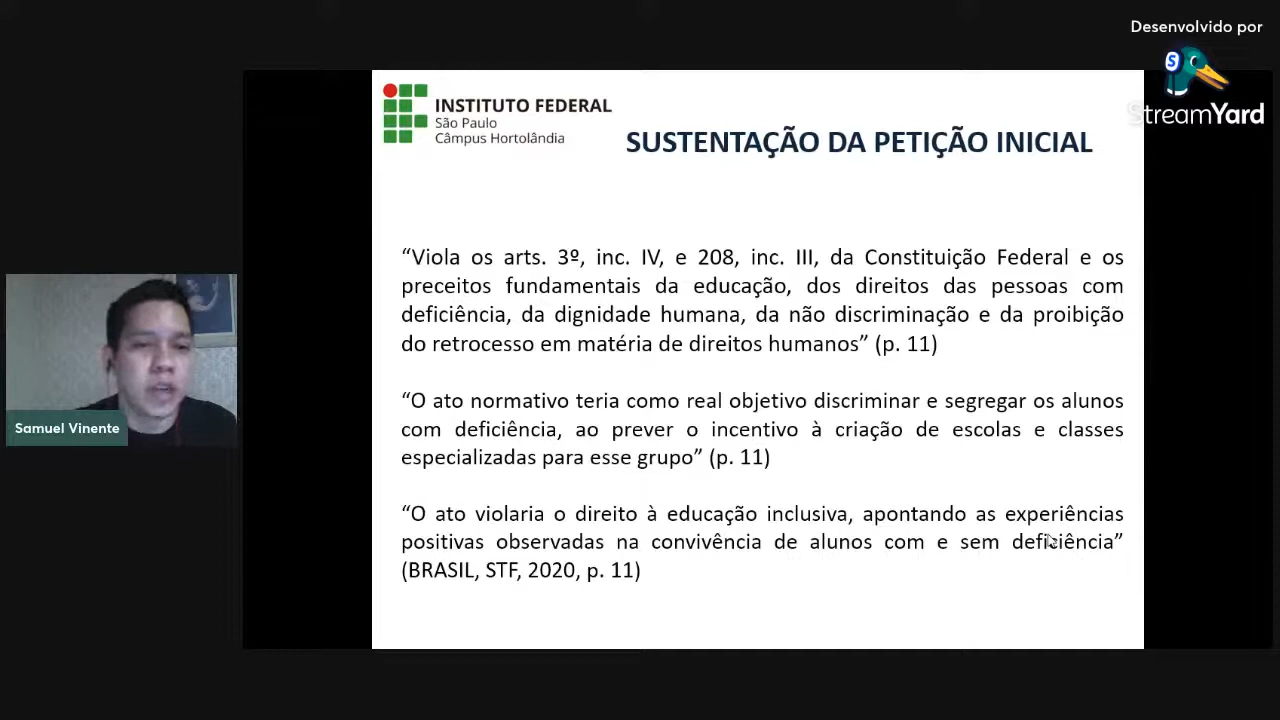 Desenvolvido por
StreamYard
INSTITUTO FEDERAL
São Paulo
Câmpus Hortolândia
SUSTENTAÇÃO DA PETIÇÃO INICIAL
“Viola os arts. 3º, inc. IV, e 208, inc. III, da Constituição Federal e os
preceitos fundamentais da educação, dos direitos das pessoas com
deficiência, da dignidade humana, da não discriminação e da proibição
do retrocesso em matéria de direitos humanos” (p. 11)
“O ato normativo teria como real objetivo discriminar e segregar os alunos
com deficiência, ao prever o incentivo à criação de escolas e classes
especializadas para esse grupo” (p. 11)
“O ato violaria o direito à educação inclusiva, apontando as experiências
positivas observadas na convivência de alunos com e sem deficiência”
(BRASIL, STF, 2020, p. 11)
Samuel Vinente